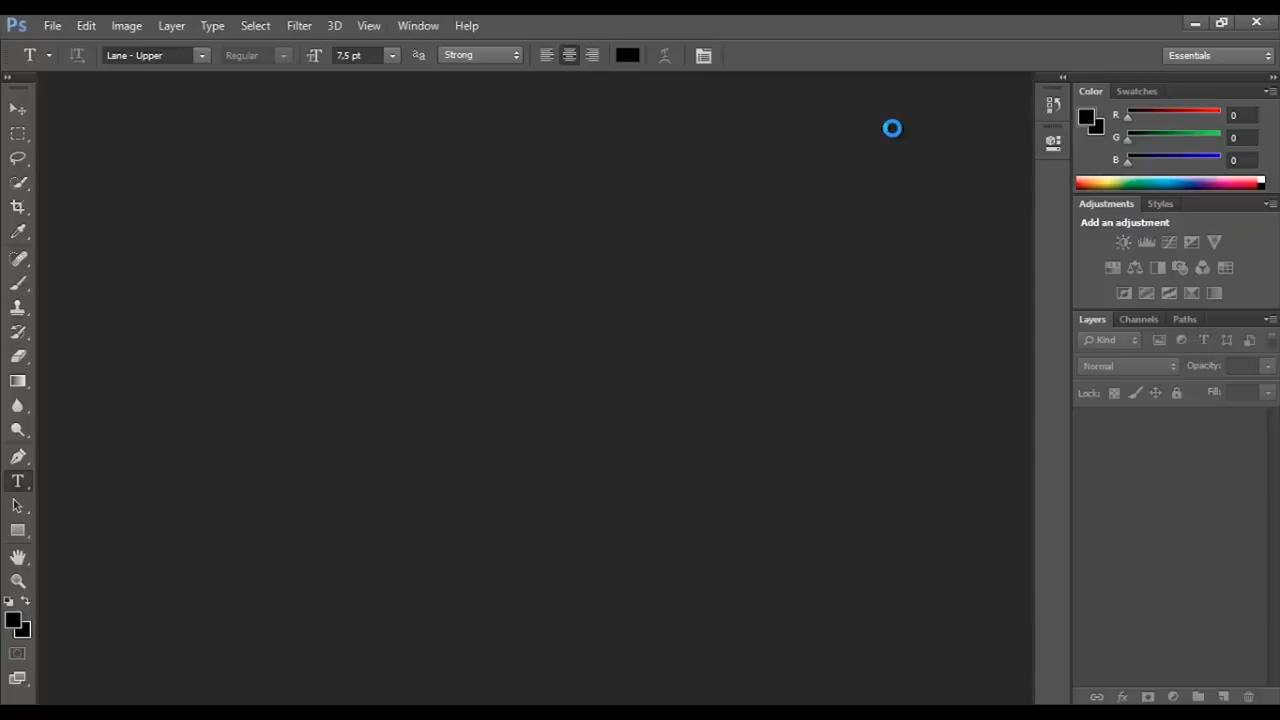 Ps File Edit Image Layer Type Select Filter 3D View Window Help
T Lane - Upper Regular 7,5 pt aa Strong Essentials
Color Swatches
R 0
G 0
B 0
Adjustments Styles
Add an adjustment
Layers Channels Paths
Kind T
Normal Opacity:
Lock: Fill:
T
fx